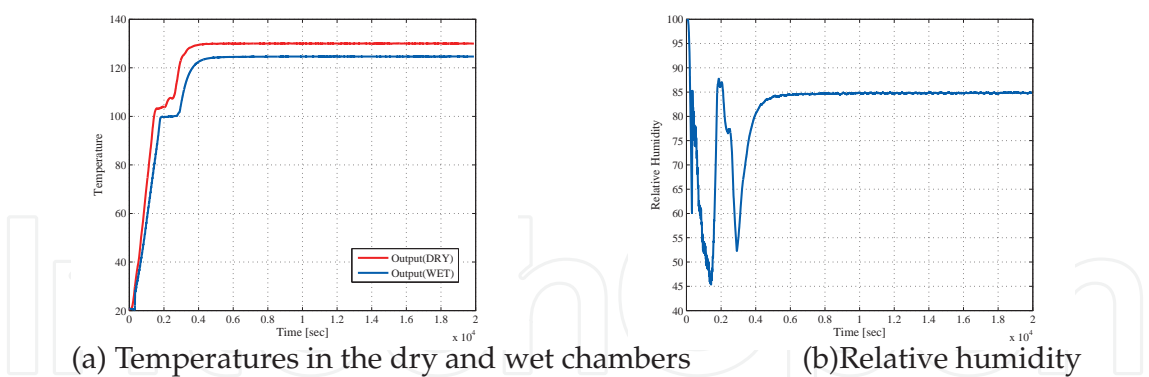 140
120
100
80
60
40
20
0 0.2 0.4 0.6 0.8 1 1.2 1.4 1.6 1.8 2
x 10⁴
Time [sec]
Temperature
Output(DRY)
Output(WET)
(a) Temperatures in the dry and wet chambers
100
95
90
85
80
75
70
65
60
55
50
45
40
0 0.2 0.4 0.6 0.8 1 1.2 1.4 1.6 1.8 2
x 10⁴
Time [sec]
Relative Humidity
(b)Relative humidity